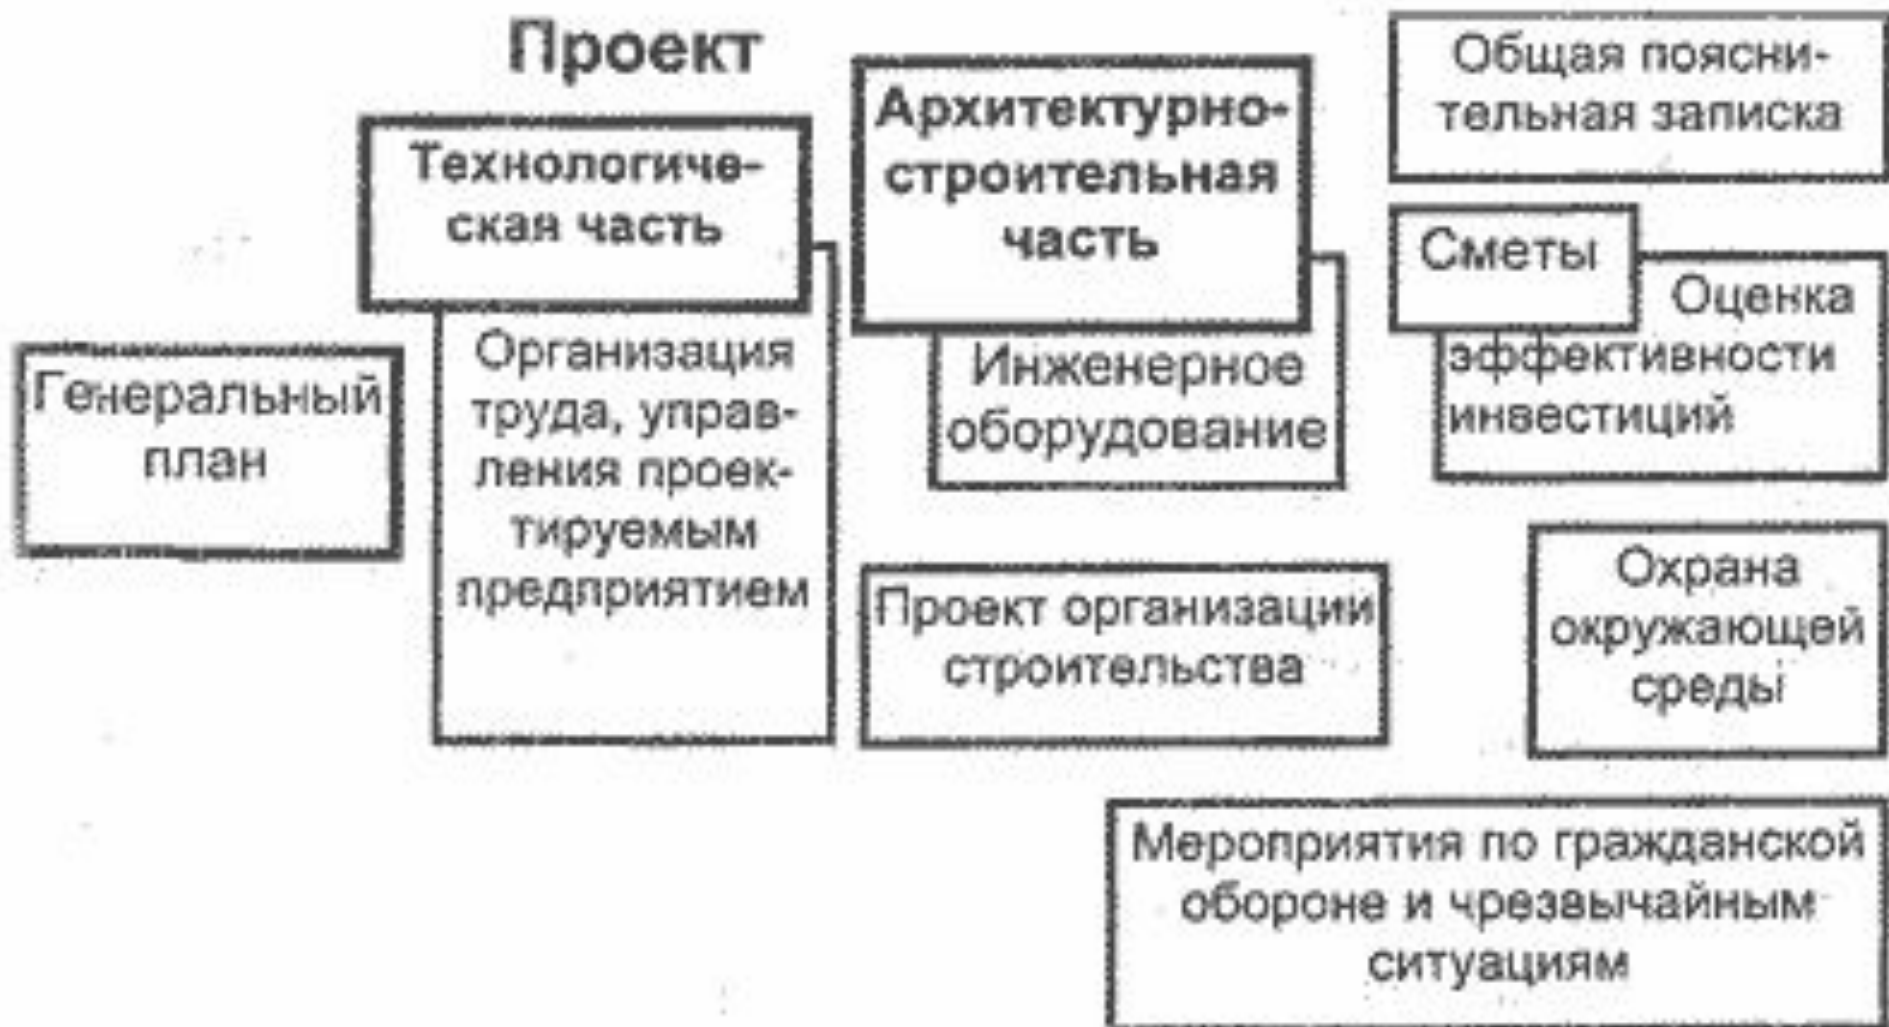 Проект
Технологиче-
ская часть
Архитектурно-
строительная
часть
Общая поясни-
тельная записка
Сметы
Оценка
эффективности
инвестиций
Генеральный
план
Организация
труда, управ-
ления проек-
тируемым
предприятием
Инженерное
оборудование
Проект организации
строительства
Охрана
окружающей
среды
Мероприятия по гражданской
обороне и чрезвычайным
ситуациям